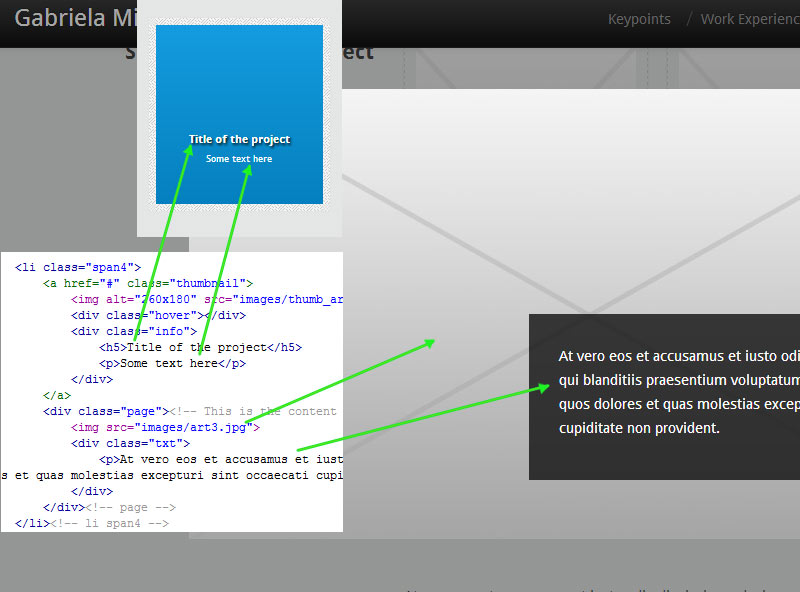 Gabriela Mi
Keypoints / Work Experienc
ect
Title of the project
Some text here
<li class="span4">
<a href="#" class="thumbnail">
<img alt="260x180" src="images/thumb_ar
<div class="hover"></div>
<div class="info">
<h5>Title of the project</h5>
<p>Some text here</p>
</div>
</a>
<div class="page"><!-- This is the content
<img src="images/art3.jpg">
<div class="txt">
<p>At vero eos et accusamus et iust
s et quas molestias excepturi sint occaecati cupi
</div>
</div><!-- page -->
</li><!-- li span4 -->
At vero eos et accusamus et iusto odi
qui blanditiis praesentium voluptatum
quos dolores et quas molestias excep
cupiditate non provident.